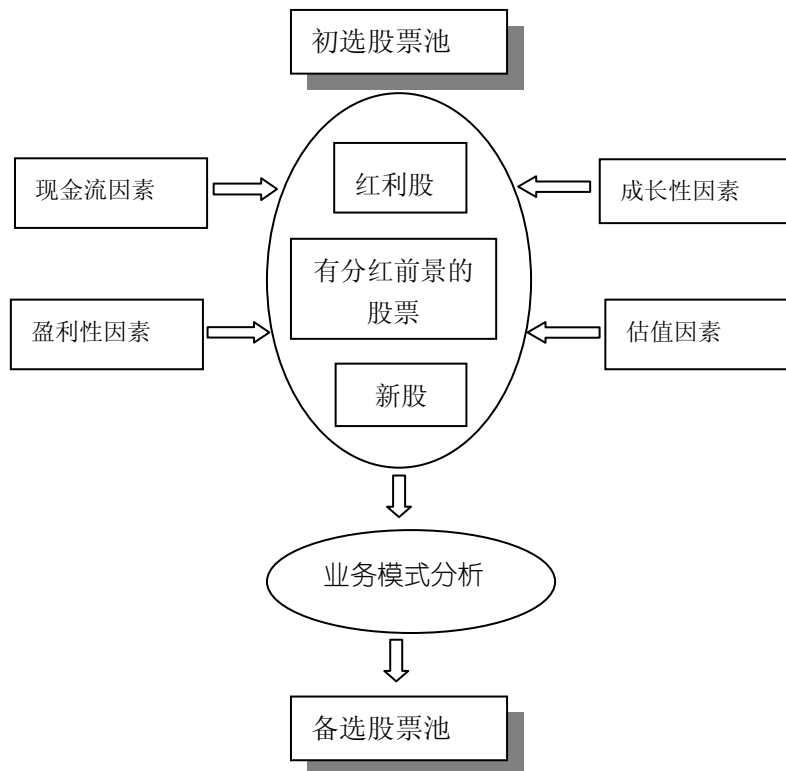 初选股票池
现金流因素
红利股
成长性因素
有分红前景的
股票
盈利性因素
估值因素
新股
业务模式分析
备选股票池